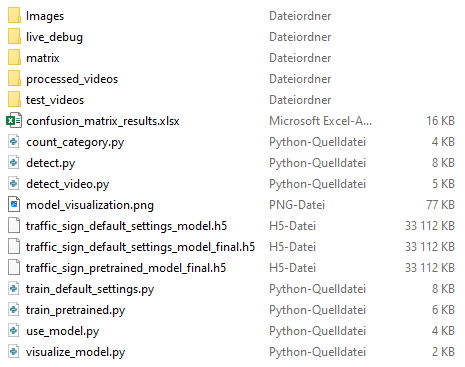 Images Dateiordner
live_debug Dateiordner
matrix Dateiordner
processed_videos Dateiordner
test_videos Dateiordner
confusion_matrix_results.xlsx Microsoft Excel-A... 16 KB
count_category.py Python-Quelldatei 4 KB
detect.py Python-Quelldatei 8 KB
detect_video.py Python-Quelldatei 5 KB
model_visualization.png PNG-Datei 77 KB
traffic_sign_default_settings_model.h5 H5-Datei 33 112 KB
traffic_sign_default_settings_model_final.h5 H5-Datei 33 112 KB
traffic_sign_pretrained_model_final.h5 H5-Datei 33 112 KB
train_default_settings.py Python-Quelldatei 8 KB
train_pretrained.py Python-Quelldatei 6 KB
use_model.py Python-Quelldatei 4 KB
visualize_model.py Python-Quelldatei 2 KB